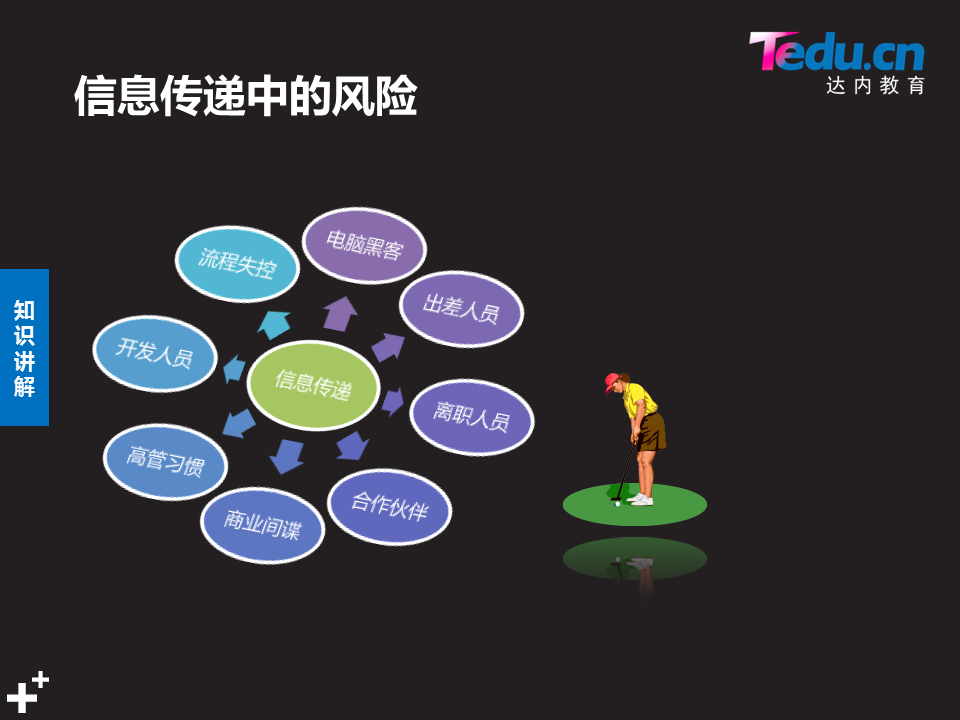 Tedu.cn
达内教育
信息传递中的风险
知识讲解
电脑黑客
流程失控
出差人员
开发人员
信息传递
离职人员
高管习惯
合作伙伴
商业间谍